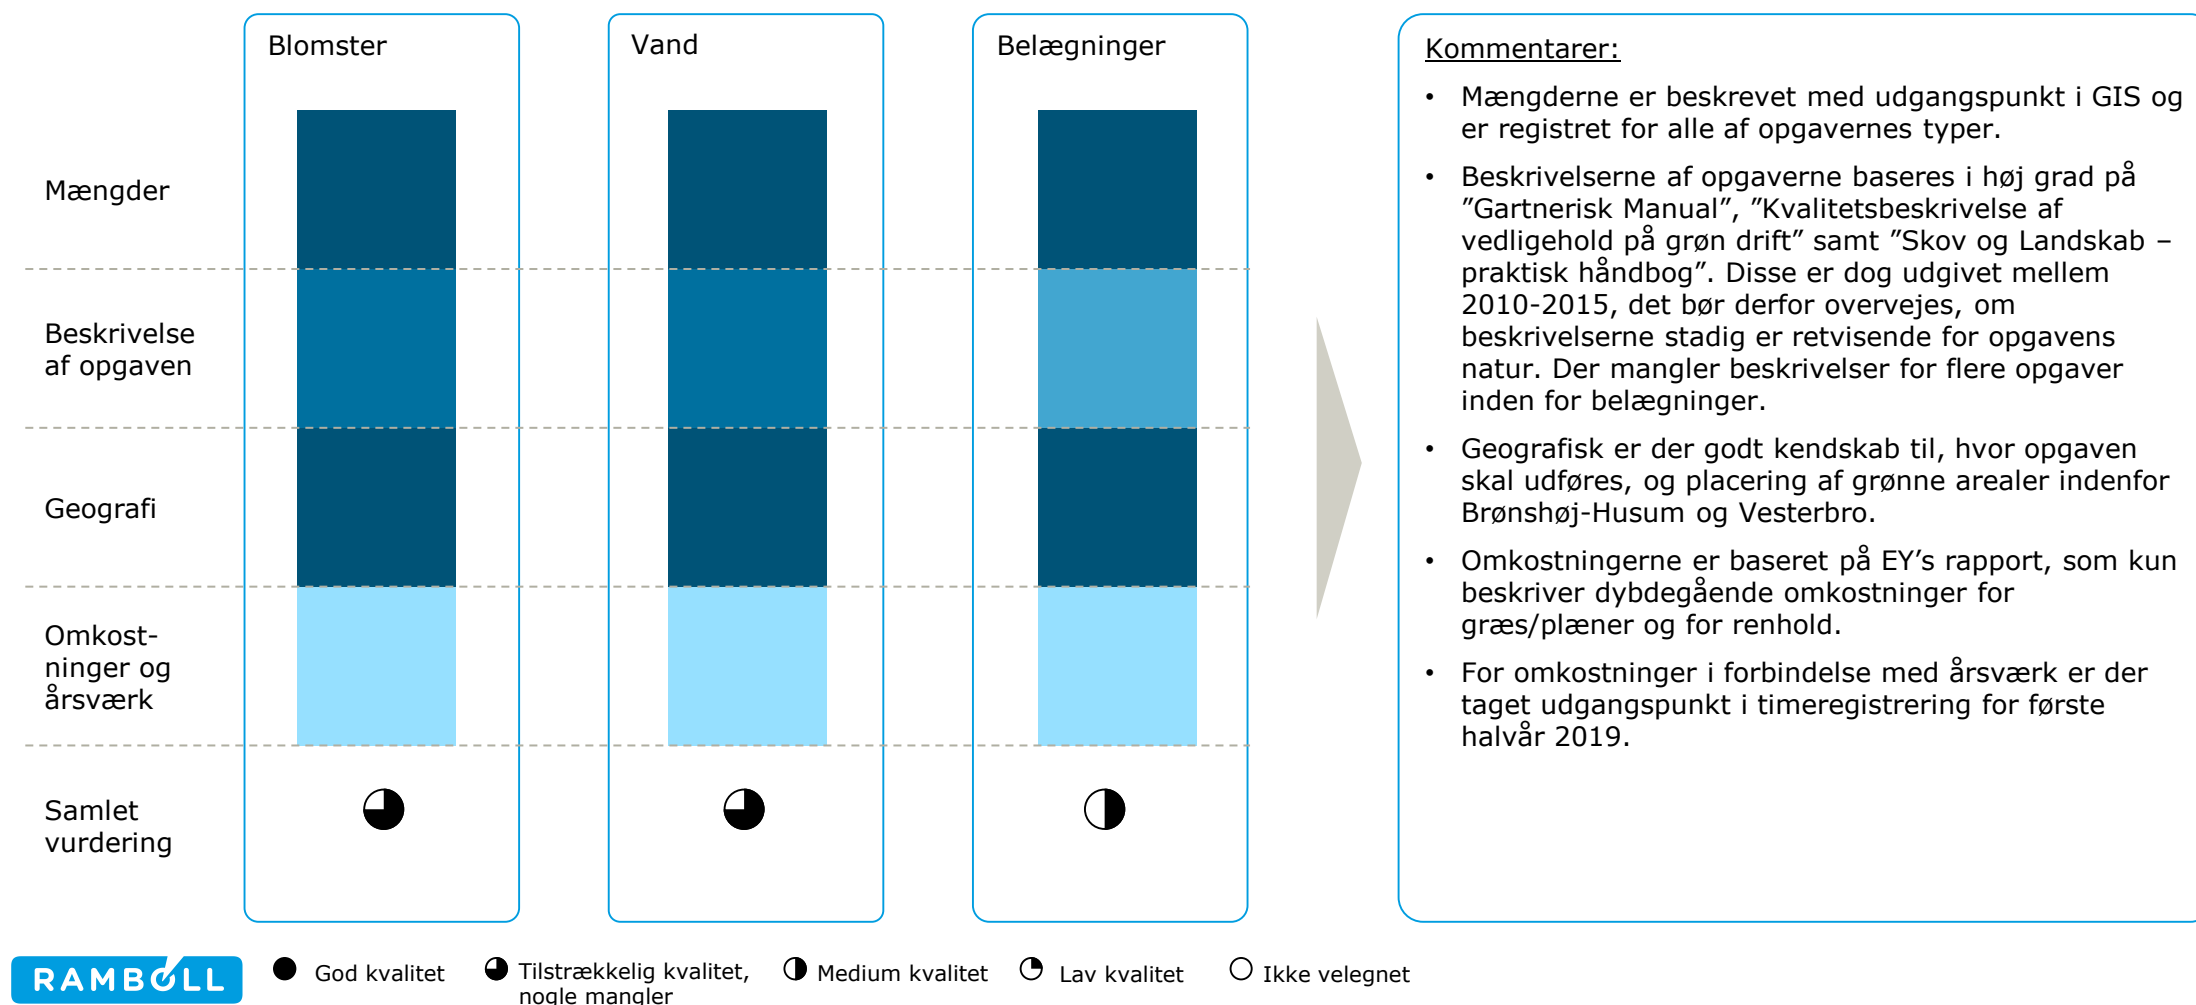 Blomster
Vand
Belægninger
Mængder
Beskrivelse
af opgaven
Geografi
Omkost-
ninger og
årsværk
Samlet
vurdering
Kommentarer:
• Mængderne er beskrevet med udgangspunkt i GIS og
er registret for alle af opgavernes typer.
• Beskrivelserne af opgaverne baseres i høj grad på
”Gartnerisk Manual”, ”Kvalitetsbeskrivelse af
vedligehold på grøn drift” samt ”Skov og Landskab –
praktisk håndbog”. Disse er dog udgivet mellem
2010-2015, det bør derfor overvejes, om
beskrivelserne stadig er retvisende for opgavens
natur. Der mangler beskrivelser for flere opgaver
inden for belægninger.
• Geografisk er der godt kendskab til, hvor opgaven
skal udføres, og placering af grønne arealer indenfor
Brønshøj-Husum og Vesterbro.
• Omkostningerne er baseret på EY’s rapport, som kun
beskriver dybdegående omkostninger for
græs/plæner og for renhold.
• For omkostninger i forbindelse med årsværk er der
taget udgangspunkt i timeregistrering for første
halvår 2019.
RAMBOLL
God kvalitet
Tilstrækkelig kvalitet,
nogle mangler
Medium kvalitet
Lav kvalitet
Ikke velegnet